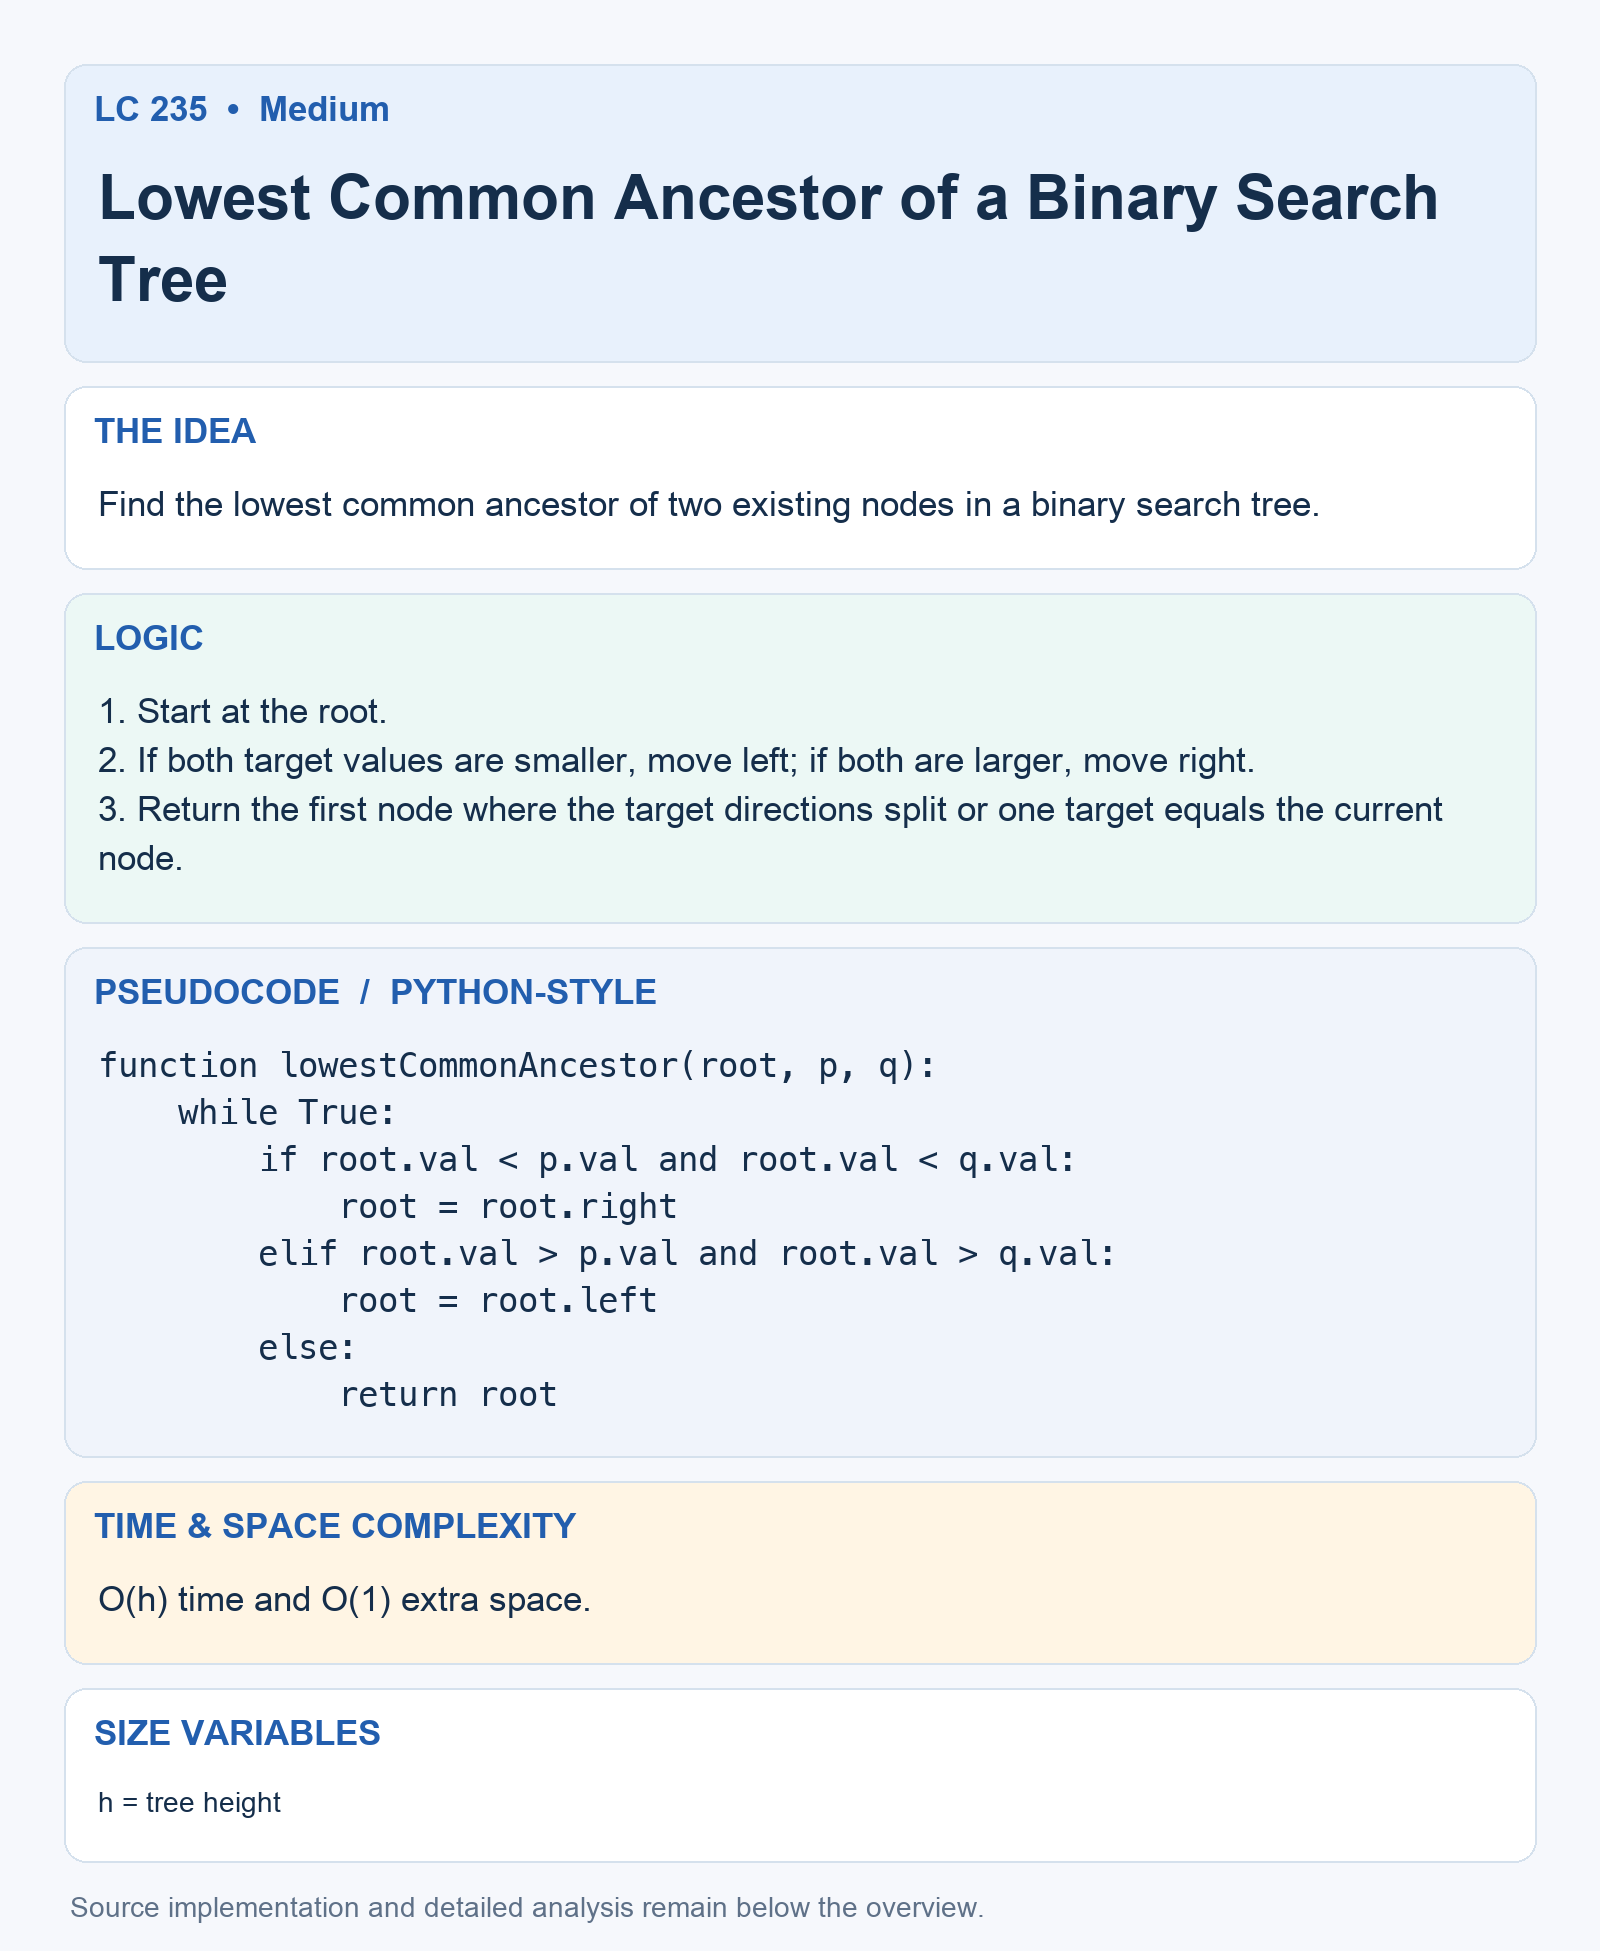 LC 235 • Medium
Lowest Common Ancestor of a Binary Search
Tree
THE IDEA
Find the lowest common ancestor of two existing nodes in a binary search tree.
LOGIC
1. Start at the root.
2. If both target values are smaller, move left; if both are larger, move right.
3. Return the first node where the target directions split or one target equals the current
node.
PSEUDOCODE / PYTHON-STYLE
function lowestCommonAncestor(root, p, q):
    while True:
        if root.val < p.val and root.val < q.val:
            root = root.right
        elif root.val > p.val and root.val > q.val:
            root = root.left
        else:
            return root
TIME & SPACE COMPLEXITY
O(h) time and O(1) extra space.
SIZE VARIABLES
h = tree height
Source implementation and detailed analysis remain below the overview.